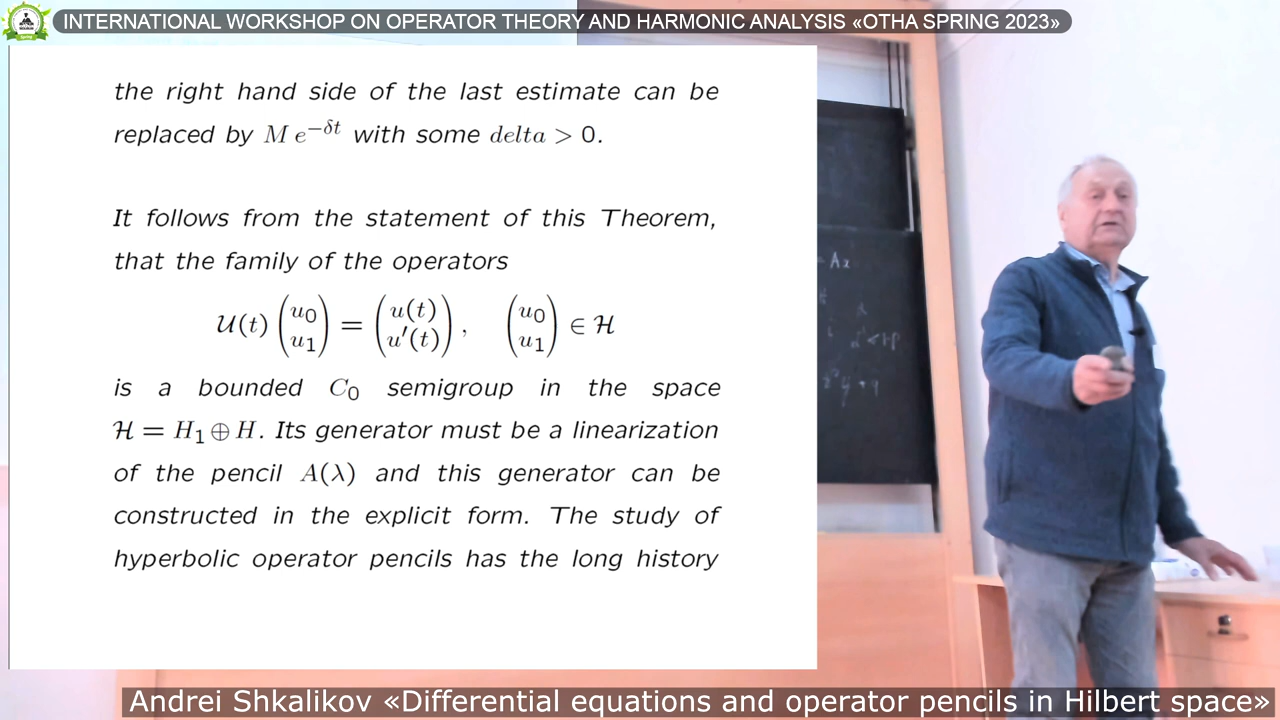 INTERNATIONAL WORKSHOP ON OPERATOR THEORY AND HARMONIC ANALYSIS «OTHA SPRING 2023»
the right hand side of the last estimate can be
replaced by M e^{−δt} with some delta > 0.
It follows from the statement of this Theorem,
that the family of the operators
𝒰(t) (u₀ u₁) = (u(t) u′(t)), (u₀ u₁) ∈ ℋ
is a bounded C₀ semigroup in the space
ℋ = H₁ ⊕ H. Its generator must be a linearization
of the pencil A(λ) and this generator can be
constructed in the explicit form. The study of
hyperbolic operator pencils has the long history
= Ax
Andrei Shkalikov «Differential equations and operator pencils in Hilbert space»